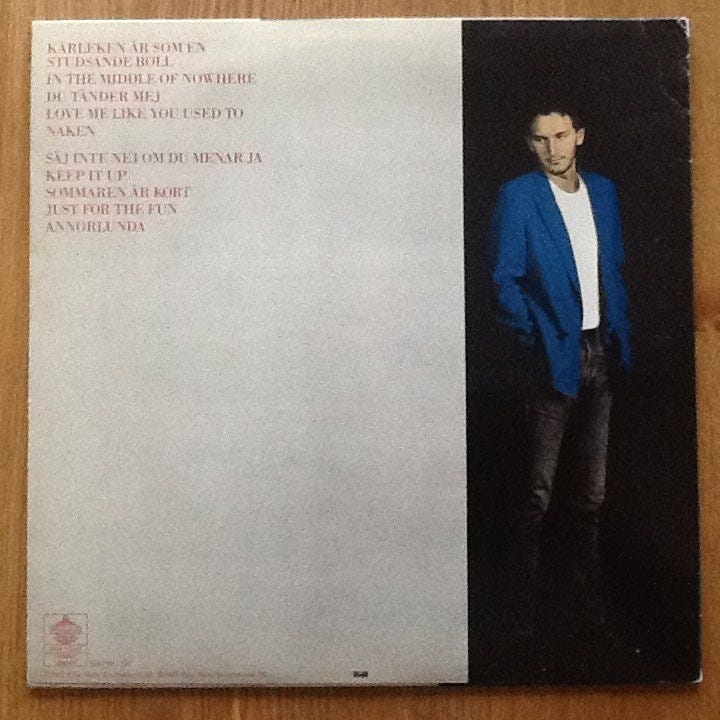 KÄRLEKEN ÄR SOM EN
STUDSANDE BOLL
IN THE MIDDLE OF NOWHERE
DU TÄNDER MEJ
LOVE ME LIKE YOU USED TO
NAKEN
SÄJ INTE NEJ OM DU MENAR JA
KEEP IT UP
SOMMAREN ÄR KORT
JUST FOR THE FUN
ANNORLUNDA